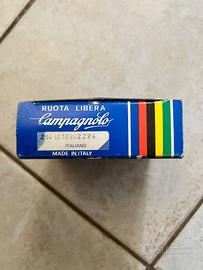 RUOTA LIBERA
Campagnolo
ITALIANO
MADE IN ITALY